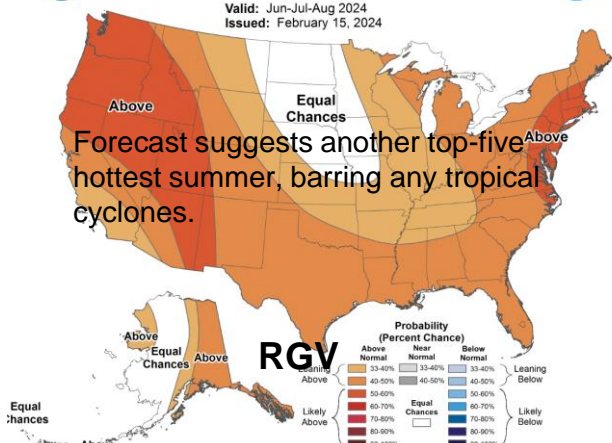 Valid: Jun-Jul-Aug 2024
Issued: February 15, 2024
Above
Equal
Chances
Above
Forecast suggests another top-five
hottest summer, barring any tropical
cyclones.
Above
Equal
Chances
Above
RGV
Equal
Chances
Probability
(Percent Chance)
Above
Normal
Near
Normal
Below
Normal
Leaning
Above
33-40%
40-50%
33-40%
40-50%
33-40%
40-50%
Leaning
Below
Likely
Above
50-60%
60-70%
70-80%
80-90%
Equal
Chances
50-60%
60-70%
70-80%
80-90%
Likely
Below